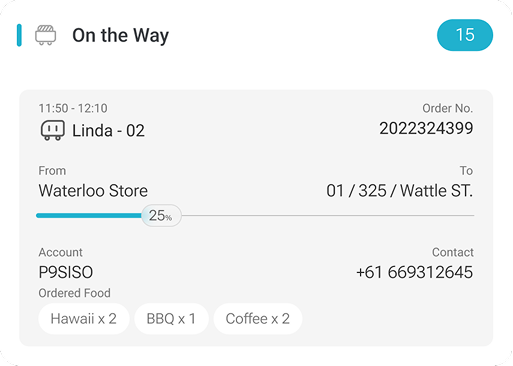 On the Way
15
11:50 - 12:10
Order No.
Linda - 02
2022324399
From
To
Waterloo Store
01 / 325 / Wattle ST.
25%
Account
Contact
P9SISO
+61 669312645
Ordered Food
Hawaii x 2
BBQ x 1
Coffee x 2